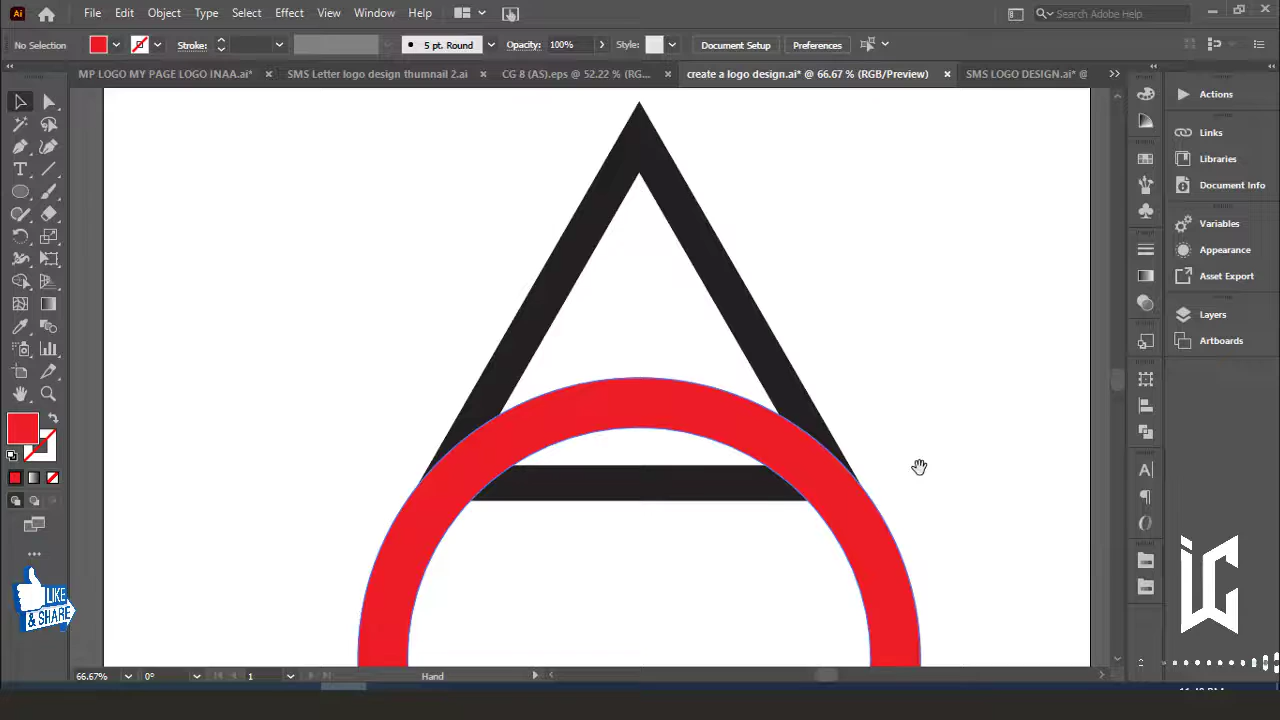 Ai File Edit Object Type Select Effect View Window Help Search Adobe Help
No Selection Stroke: 5 pt. Round Opacity: 100% Style: Document Setup Preferences
MP LOGO MY PAGE LOGO INAA.ai* SMS Letter logo design thumnail 2.ai CG 8 (AS).eps @ 52.22 % (RG... create a logo design.ai* @ 66.67 % (RGB/Preview) SMS LOGO DESIGN.ai* @
Actions
Links
Libraries
Document Info
Variables
Appearance
Asset Export
Layers
Artboards
LIKE
& SHARE
iC
66.67% 0° 1 Hand